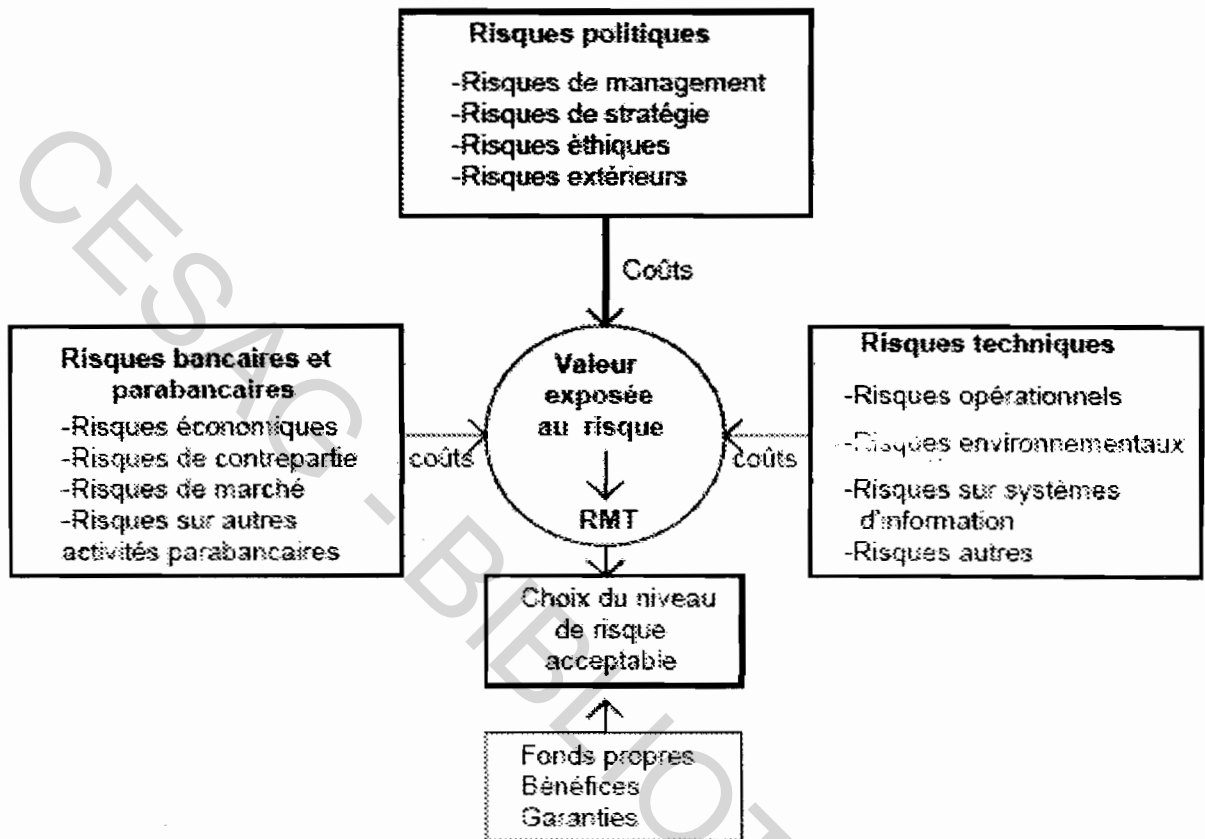 Risques politiques
-Risques de management
-Risques de stratégie
-Risques éthiques
-Risques extérieurs
Coûts
Risques bancaires et
parabancaires
-Risques économiques
-Risques de contrepartie
-Risques de marché
-Risques sur autres
activités parabancaires
coûts
Valeur
exposée
au risque
RMT
coûts
Risques techniques
-Risques opérationnels
-Risques environnementaux
-Risques sur systèmes
d'information
-Risques autres
Choix du niveau
de risque
acceptable
Fonds propres
Bénéfices
Garanties
CESAG - BIBLIOT